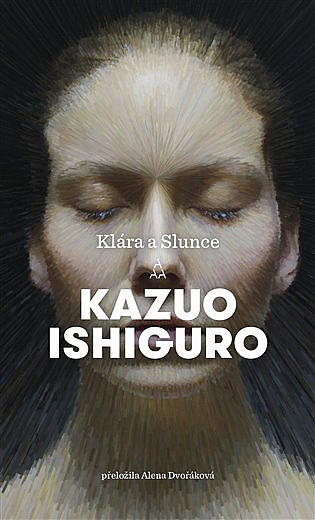 Klára a Slunce
KAZUO
ISHIGURO
přeložila Alena Dvořáková